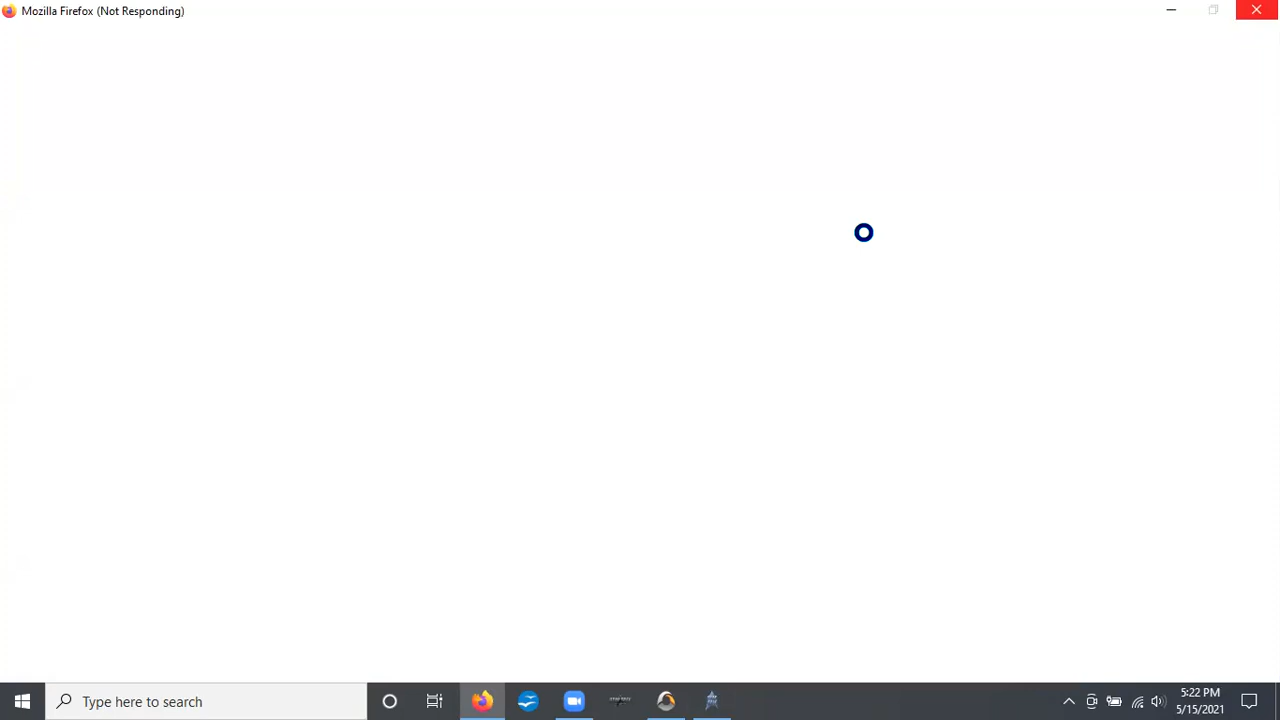 Mozilla Firefox (Not Responding)
Type here to search
5:22 PM
5/15/2021